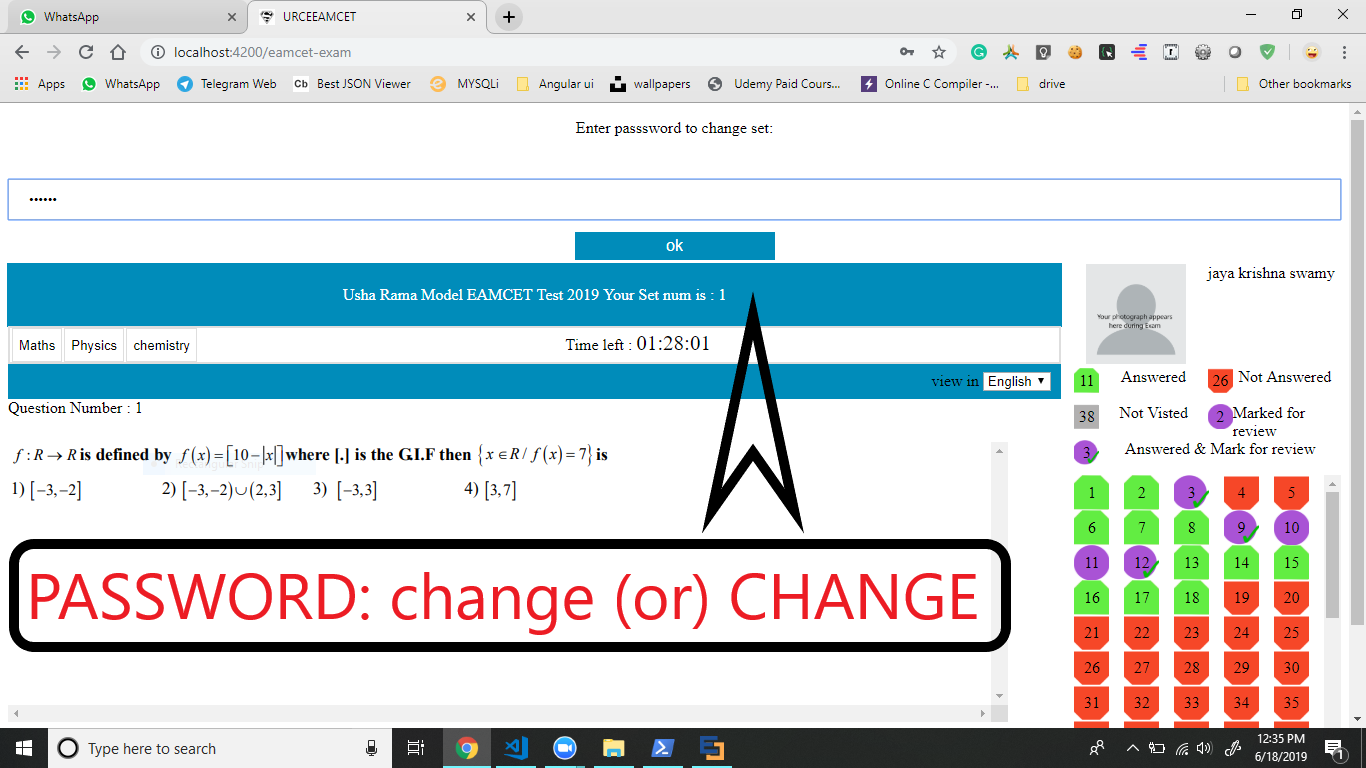 WhatsApp
URCEEAMCET
localhost:4200/eamcet-exam
Apps WhatsApp Telegram Web Cb Best JSON Viewer MYSQLi Angular ui wallpapers Udemy Paid Cours... Online C Compiler -... drive Other bookmarks
Enter passsword to change set:
••••••
ok
Usha Rama Model EAMCET Test 2019 Your Set num is : 1
jaya krishna swamy
Your photograph appears
here during Exam
Maths Physics chemistry
Time left : 01:28:01
view in English
Question Number : 1
f : R → R is defined by f(x) = [10 – |x|] where [.] is the G.I.F then {x ∈ R / f(x) = 7} is
1) [–3,–2] 2) [–3,–2) ∪ (2,3] 3) [–3,3] 4) [3,7]
PASSWORD: change (or) CHANGE
11 Answered 26 Not Answered
38 Not Visted 2 Marked for
review
3 Answered & Mark for review
1 2 3 4 5
6 7 8 9 10
11 12 13 14 15
16 17 18 19 20
21 22 23 24 25
26 27 28 29 30
31 32 33 34 35
Type here to search
12:35 PM
6/18/2019
1